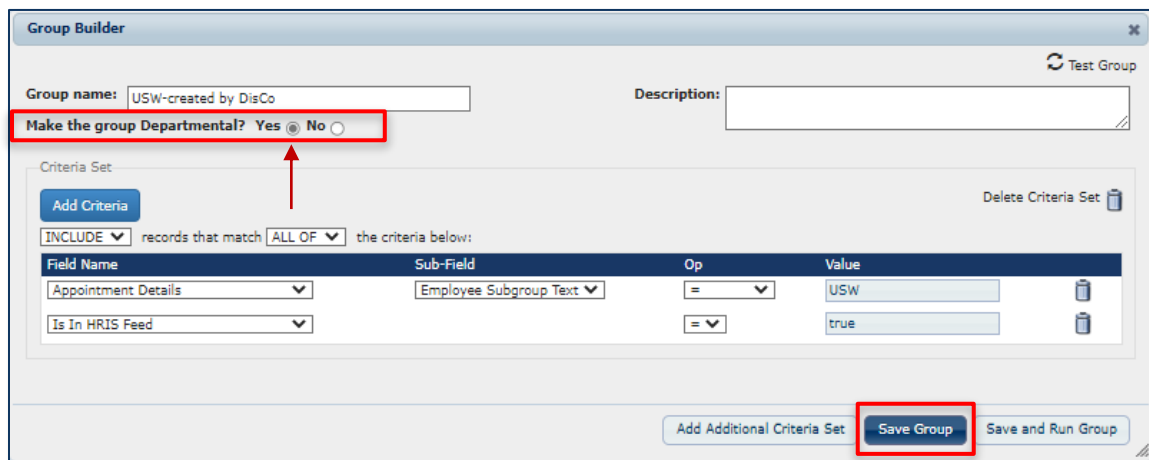 Group Builder
Test Group
Group name: USW-created by DisCo Description:
Make the group Departmental? Yes No
Criteria Set
Add Criteria Delete Criteria Set
INCLUDE records that match ALL OF the criteria below:
Field Name Sub-Field Op Value
Appointment Details Employee Subgroup Text = USW
Is In HRIS Feed = true
Add Additional Criteria Set Save Group Save and Run Group